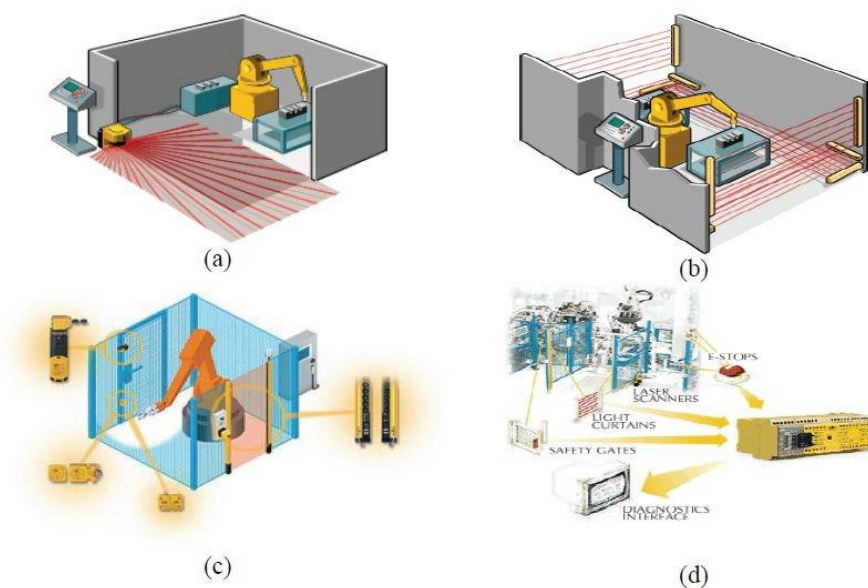 (a)
(b)
E-STOPS
LASER
SCANNERS
LIGHT
CURTAINS
SAFETY GATES
DIAGNOSTICS
INTERFACE
(c)
(d)